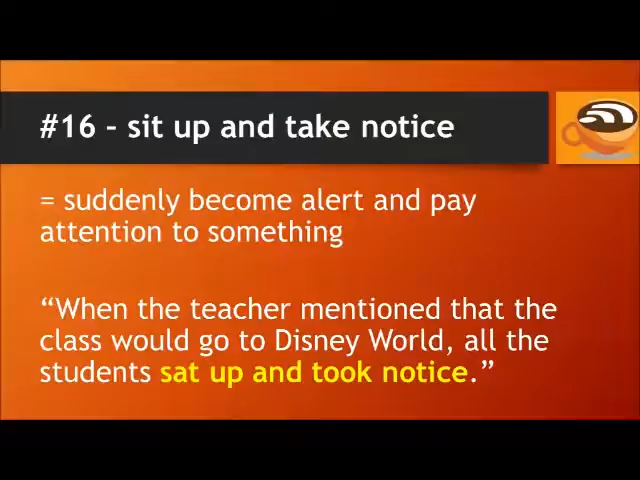 #16 – sit up and take notice
= suddenly become alert and pay
attention to something
“When the teacher mentioned that the
class would go to Disney World, all the
students sat up and took notice.”